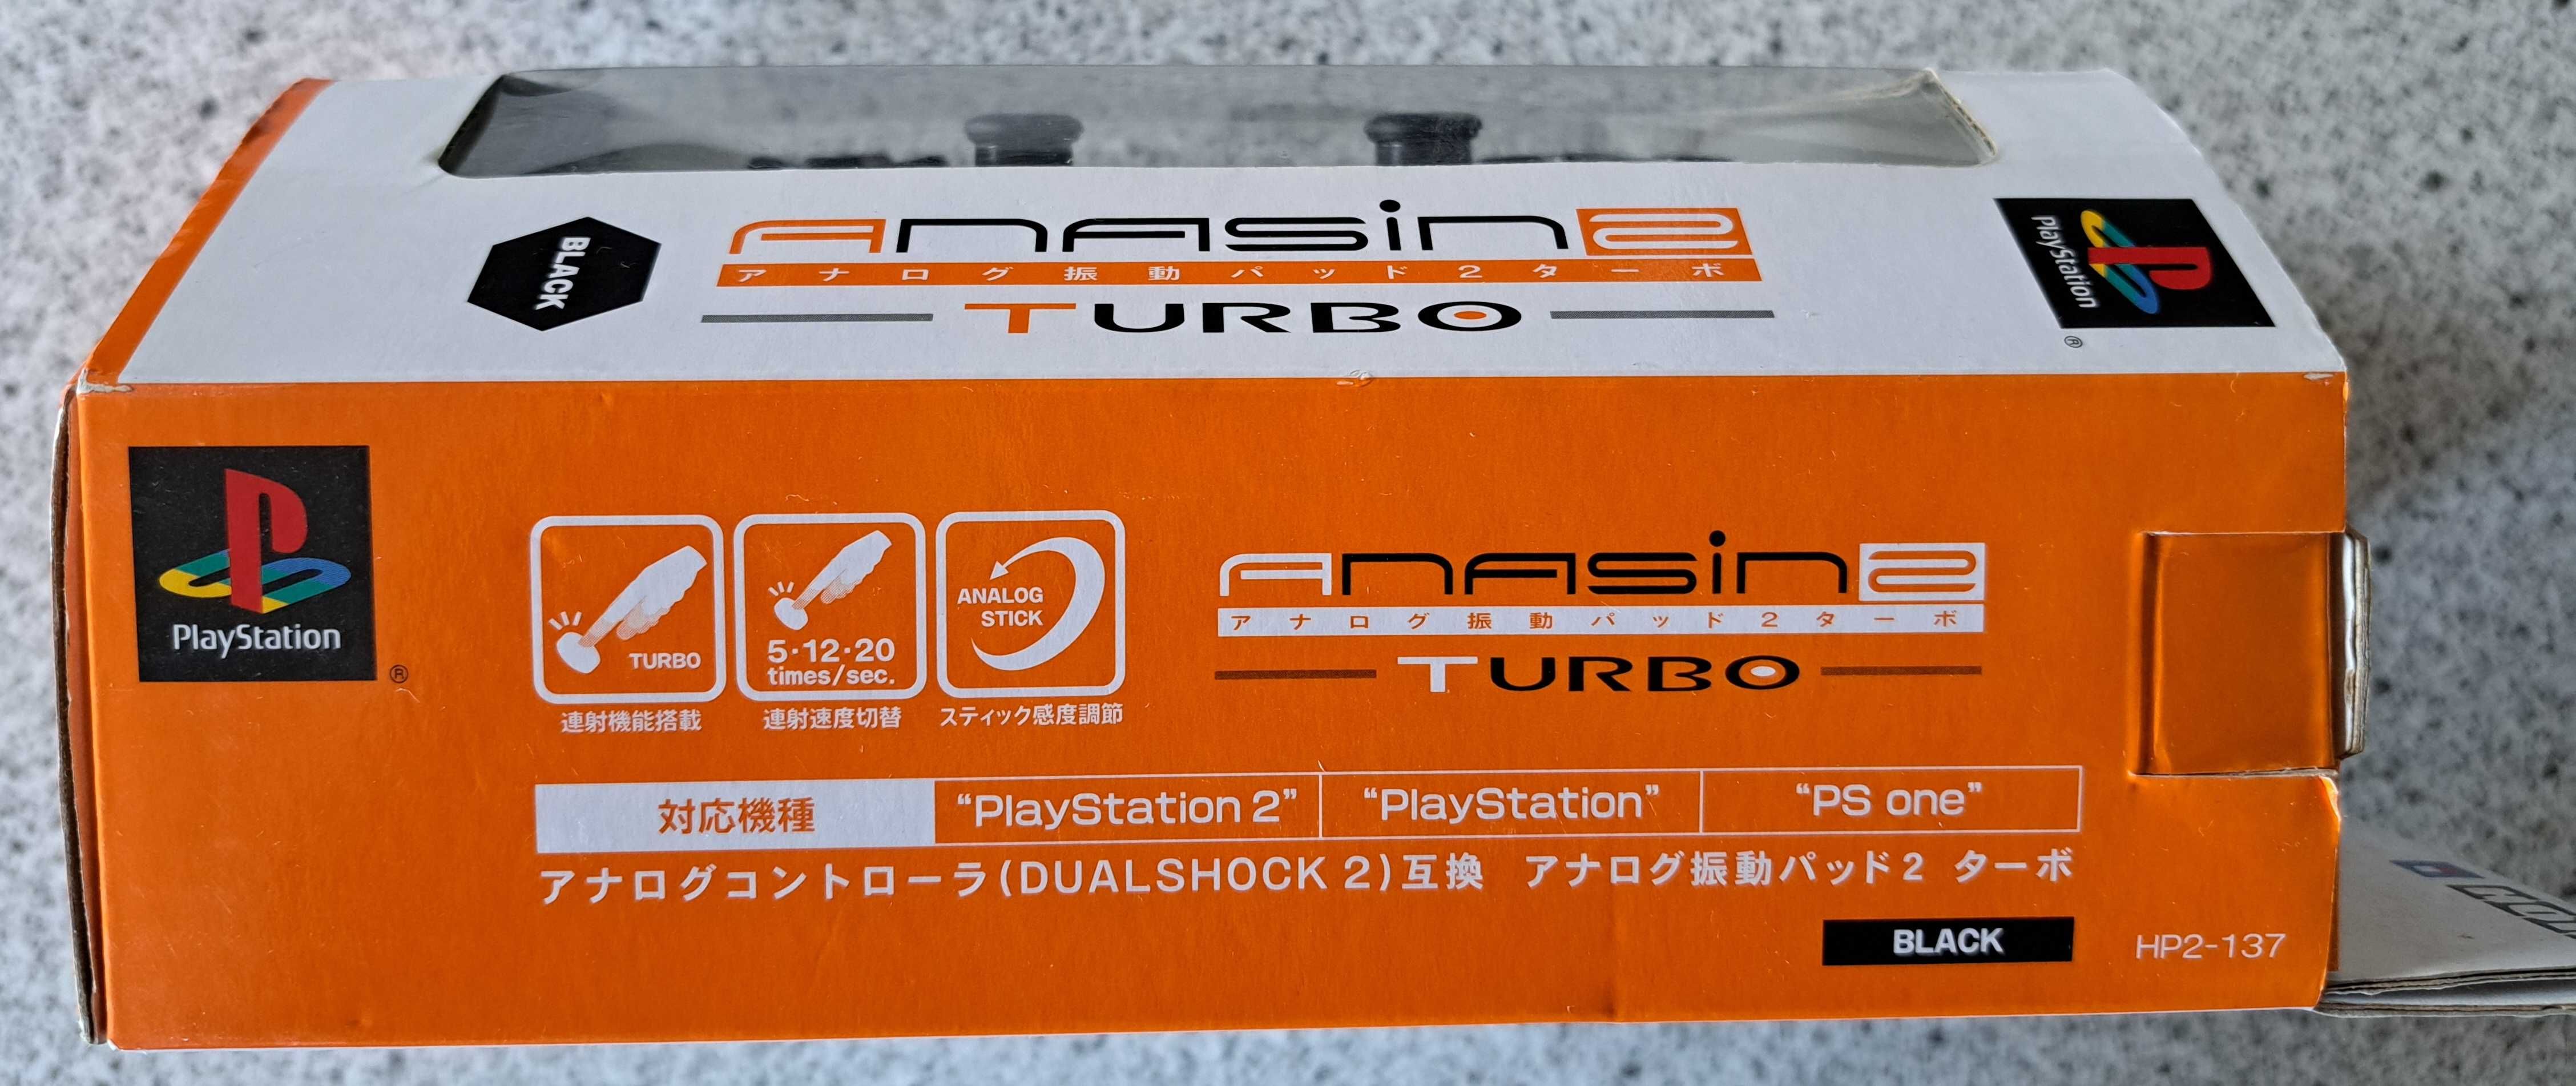 BLACK
anasin2
アナログ振動パッド2ターボ
TURBO
PlayStation
®
PlayStation
®
TURBO
連射機能搭載
5·12·20
times/sec.
連射速度切替
ANALOG
STICK
スティック感度調節
anasin2
アナログ振動パッド2ターボ
TURBO
対応機種 “PlayStation 2” “PlayStation” “PS one”
アナログコントローラ(DUALSHOCK 2)互換 アナログ振動パッド2 ターボ
BLACK
HP2-137